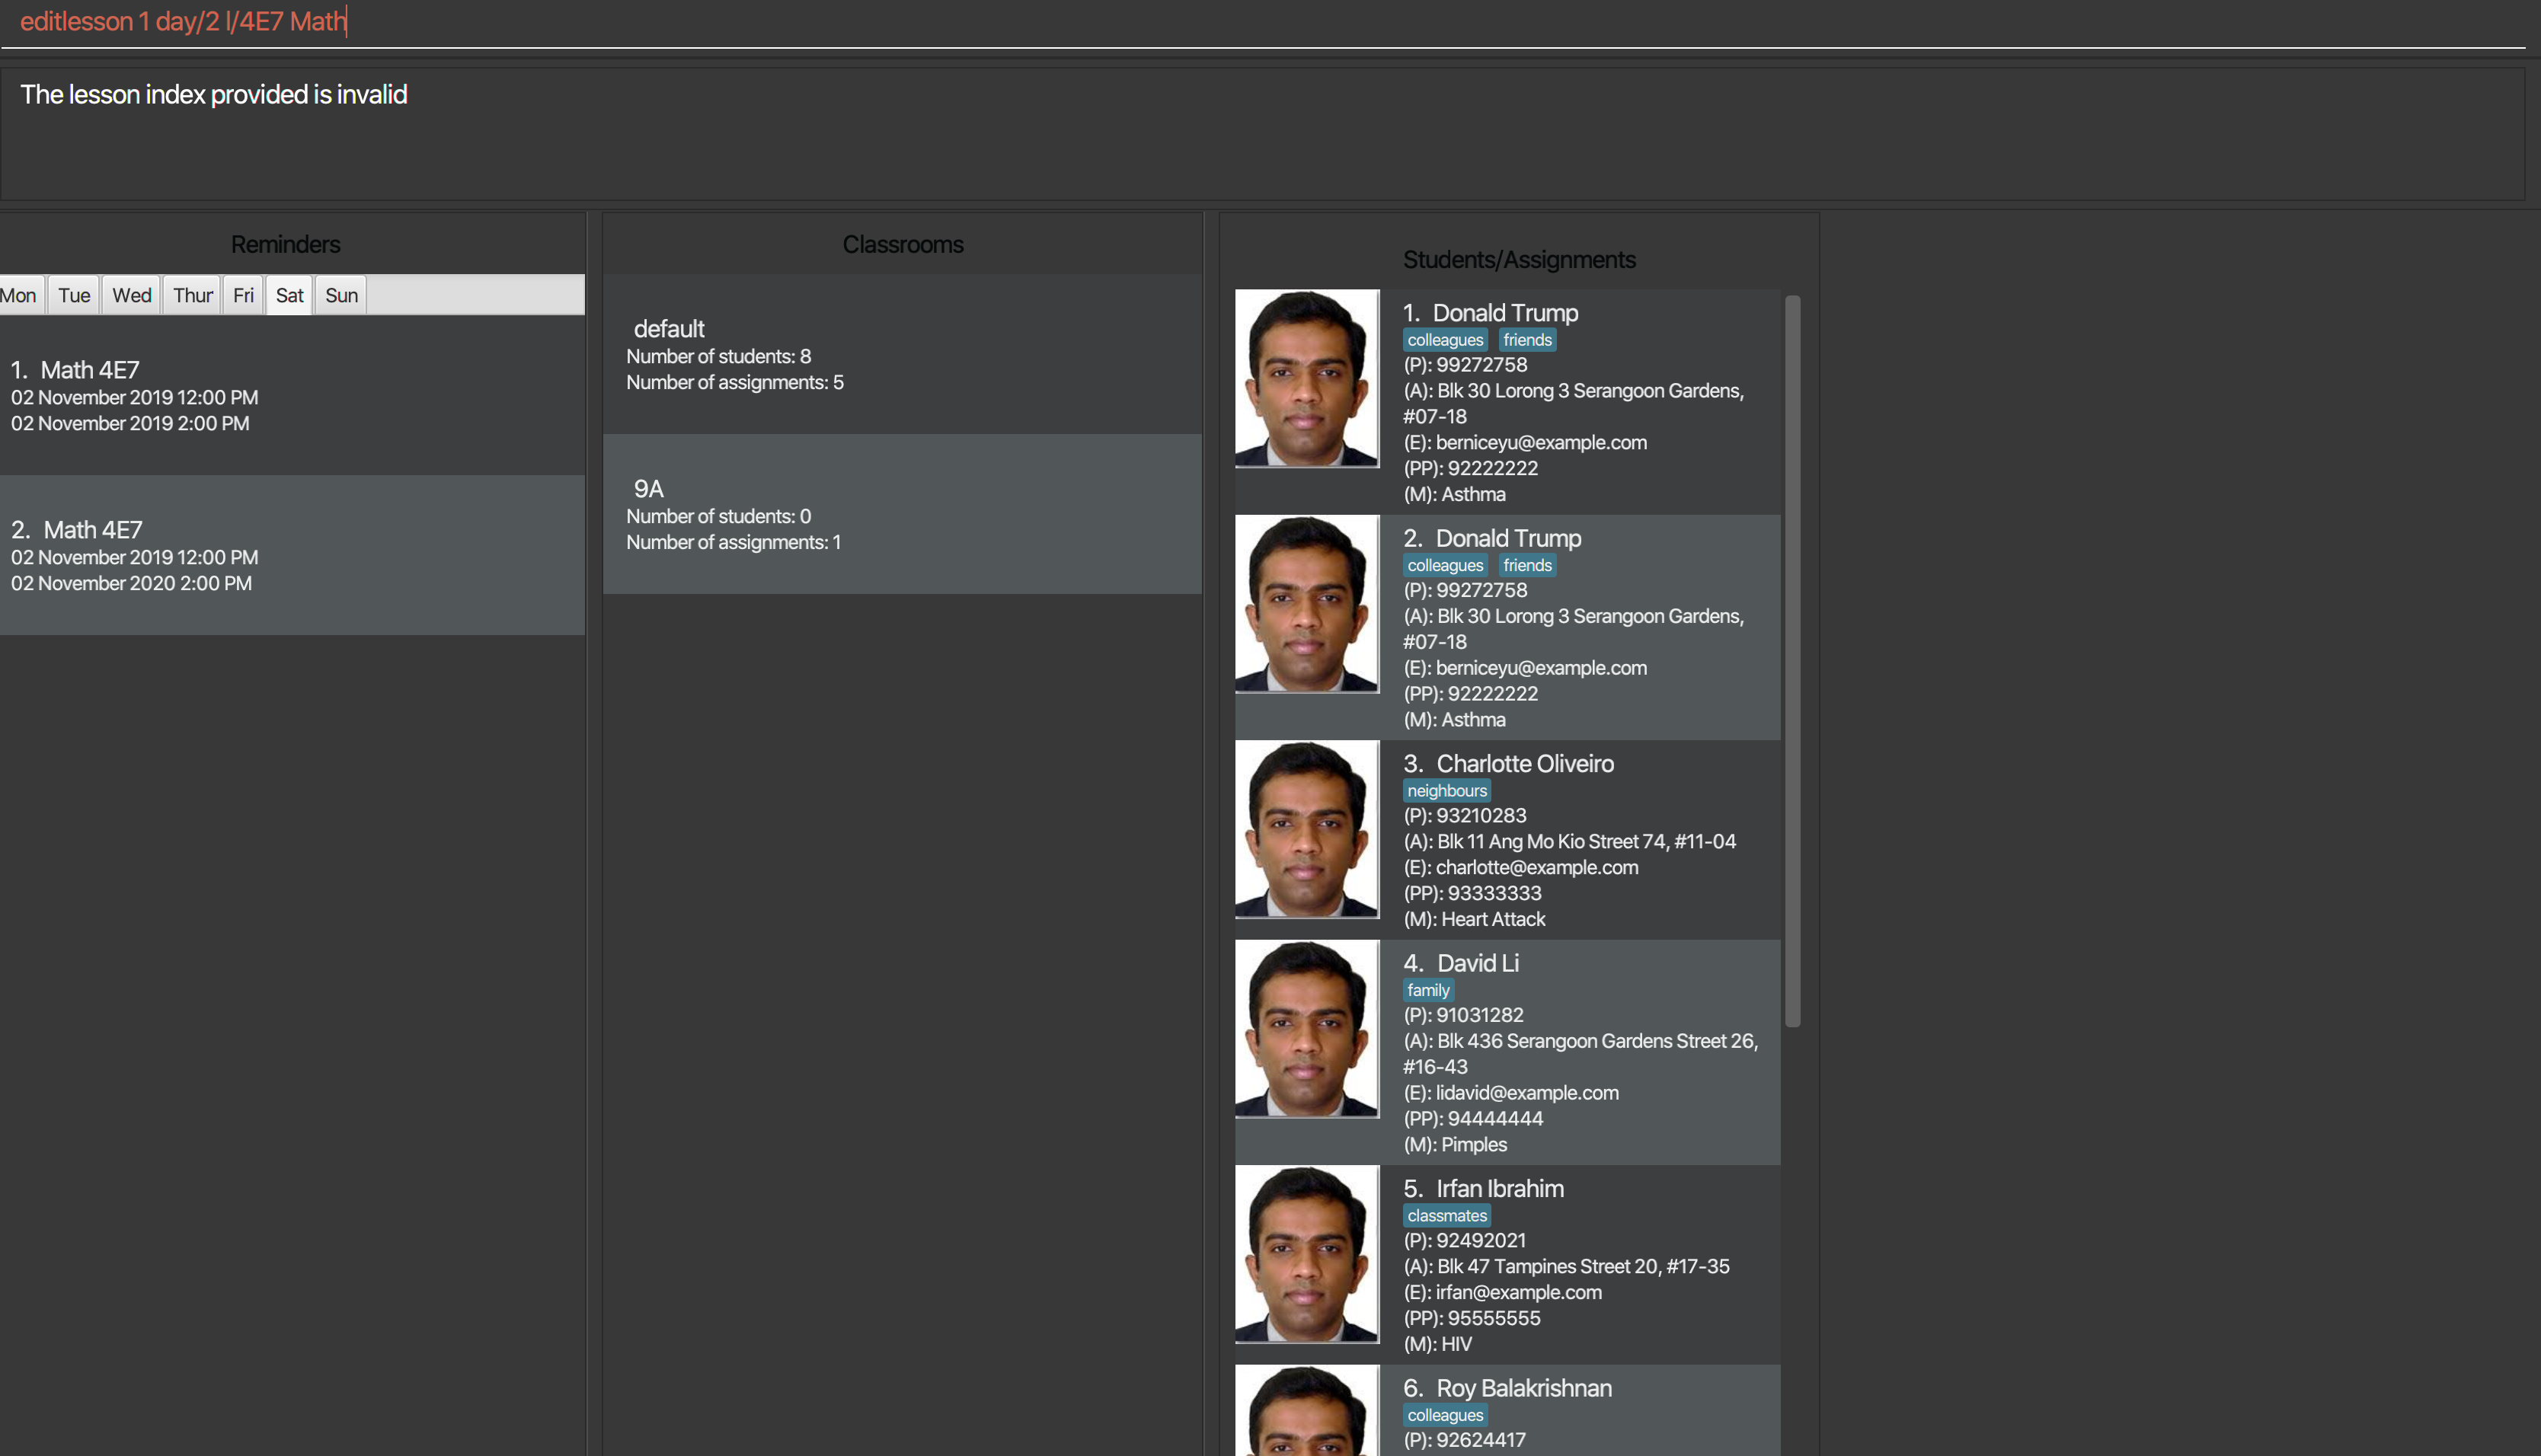 editlesson 1 day/2 l/4E7 Math
The lesson index provided is invalid
Reminders
Mon Tue Wed Thur Fri Sat Sun
1. Math 4E7
02 November 2019 12:00 PM
02 November 2019 2:00 PM
2. Math 4E7
02 November 2019 12:00 PM
02 November 2020 2:00 PM
Classrooms
default
Number of students: 8
Number of assignments: 5
9A
Number of students: 0
Number of assignments: 1
Students/Assignments
1. Donald Trump
colleagues friends
(P): 99272758
(A): Blk 30 Lorong 3 Serangoon Gardens,
#07-18
(E): berniceyu@example.com
(PP): 92222222
(M): Asthma
2. Donald Trump
colleagues friends
(P): 99272758
(A): Blk 30 Lorong 3 Serangoon Gardens,
#07-18
(E): berniceyu@example.com
(PP): 92222222
(M): Asthma
3. Charlotte Oliveiro
neighbours
(P): 93210283
(A): Blk 11 Ang Mo Kio Street 74, #11-04
(E): charlotte@example.com
(PP): 93333333
(M): Heart Attack
4. David Li
family
(P): 91031282
(A): Blk 436 Serangoon Gardens Street 26,
#16-43
(E): lidavid@example.com
(PP): 94444444
(M): Pimples
5. Irfan Ibrahim
classmates
(P): 92492021
(A): Blk 47 Tampines Street 20, #17-35
(E): irfan@example.com
(PP): 95555555
(M): HIV
6. Roy Balakrishnan
colleagues
(P): 92624417